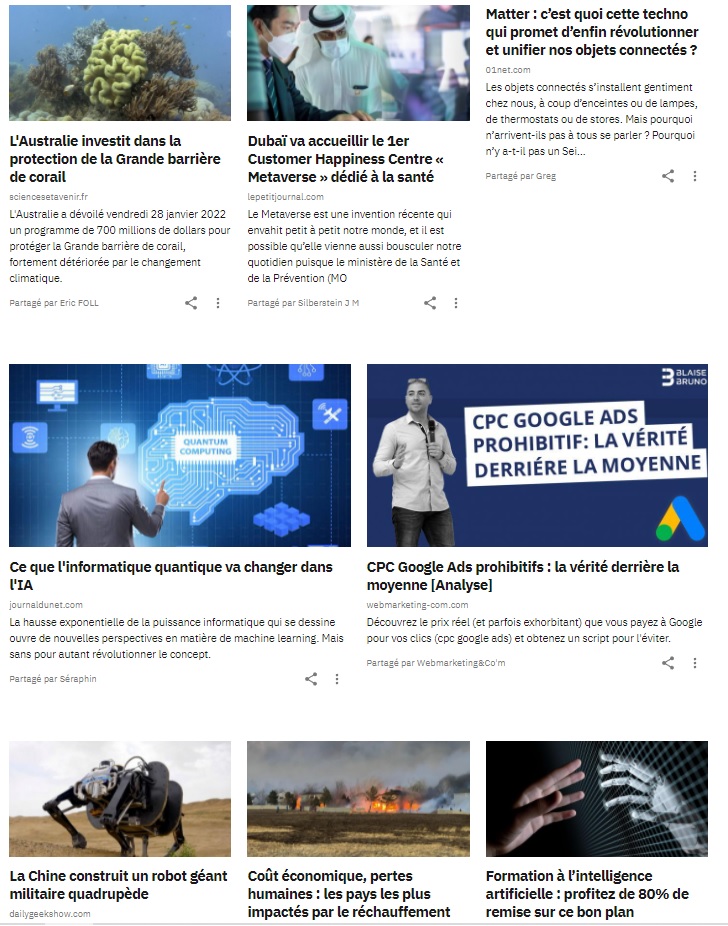 L'Australie investit dans la
protection de la Grande barrière
de corail
sciencesetavenir.fr
L'Australie a dévoilé vendredi 28 janvier 2022
un programme de 700 millions de dollars pour
protéger la Grande barrière de corail,
fortement détériorée par le changement
climatique.
Partagé par Eric FOLL
Dubaï va accueillir le 1er
Customer Happiness Centre «
Metaverse » dédié à la santé
lepetitjournal.com
Le Metaverse est une invention récente qui
envahit petit à petit notre monde, et il est
possible qu'elle vienne aussi bousculer notre
quotidien puisque le ministère de la Santé et
de la Prévention (MO
Partagé par Silberstein J M
Matter : c'est quoi cette techno
qui promet d'enfin révolutionner
et unifier nos objets connectés ?
01net.com
Les objets connectés s'installent gentiment
chez nous, à coup d'enceintes ou de lampes,
de thermostats ou de stores. Mais pourquoi
n'arrivent-ils pas à tous se parler ? Pourquoi
n'y a-t-il pas un Sei...
Partagé par Greg
QUANTUM
COMPUTING
Ce que l'informatique quantique va changer dans
l'IA
journaldunet.com
La hausse exponentielle de la puissance informatique qui se dessine
ouvre de nouvelles perspectives en matière de machine learning. Mais
sans pour autant révolutionner le concept.
Partagé par Séraphin
BLAISE
BRUNO
CPC GOOGLE ADS
PROHIBITIF: LA VÉRITÉ
DERRIÉRE LA MOYENNE
CPC Google Ads prohibitifs : la vérité derrière la
moyenne [Analyse]
webmarketing-com.com
Découvrez le prix réel (et parfois exhorbitant) que vous payez à Google
pour vos clics (cpc google ads) et obtenez un script pour l'éviter.
Partagé par Webmarketing&Co'm
La Chine construit un robot géant
militaire quadrupède
dailygeekshow.com
Coût économique, pertes
humaines : les pays les plus
impactés par le réchauffement
Formation à l'intelligence
artificielle : profitez de 80% de
remise sur ce bon plan